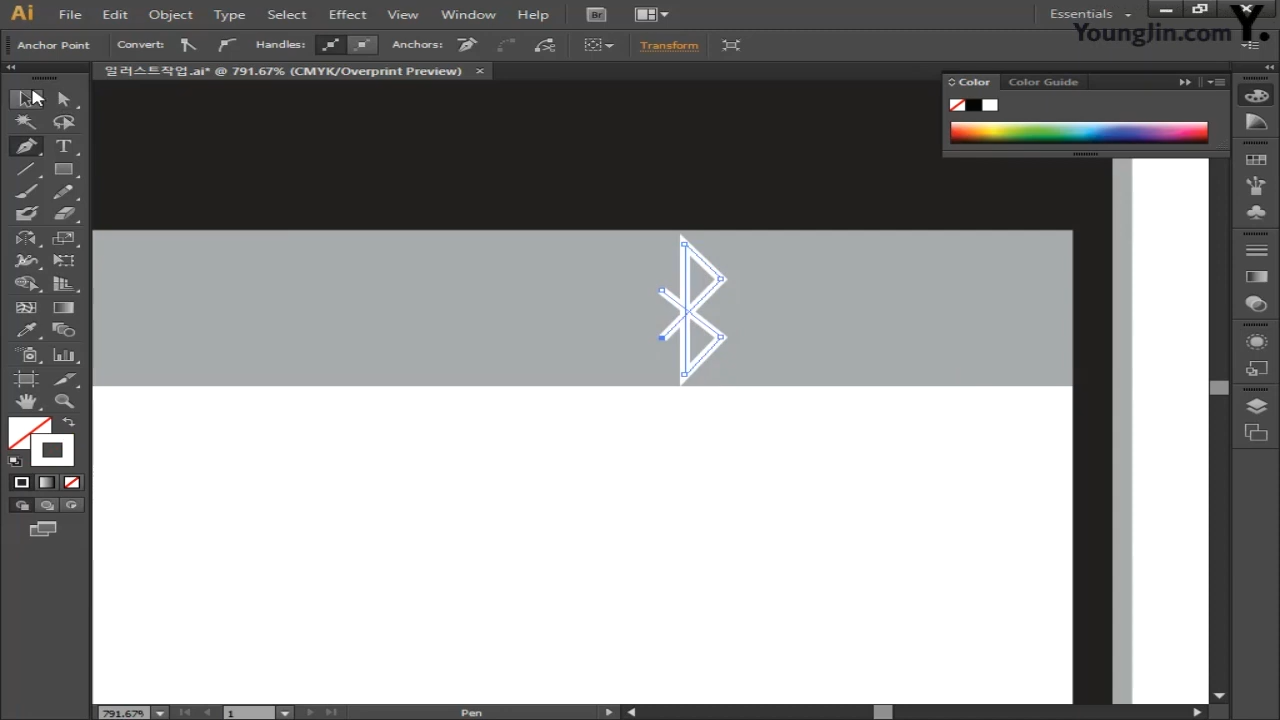 Ai File Edit Object Type Select Effect View Window Help Br Essentials
YoungJin.com Y.
Anchor Point Convert: Handles: Anchors: Transform
일러스트작업.ai* @ 791.67% (CMYK/Overprint Preview) ×
Color Color Guide
T
791.67% 1 Pen